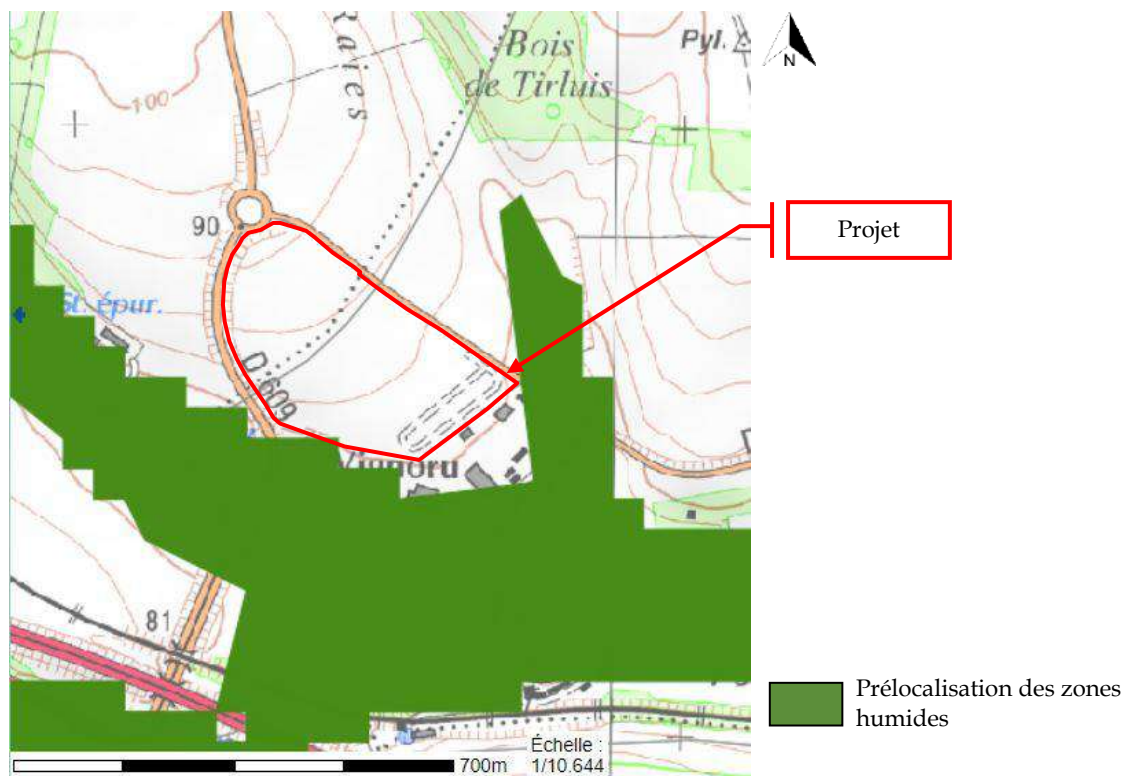 Raies
Bois
de Tirluis
Pyl.
N
100
90
Projet
St. épur.
D 609
Vignoru
81
Échelle :
700m
1/10.644
Prélocalisation des zones
humides